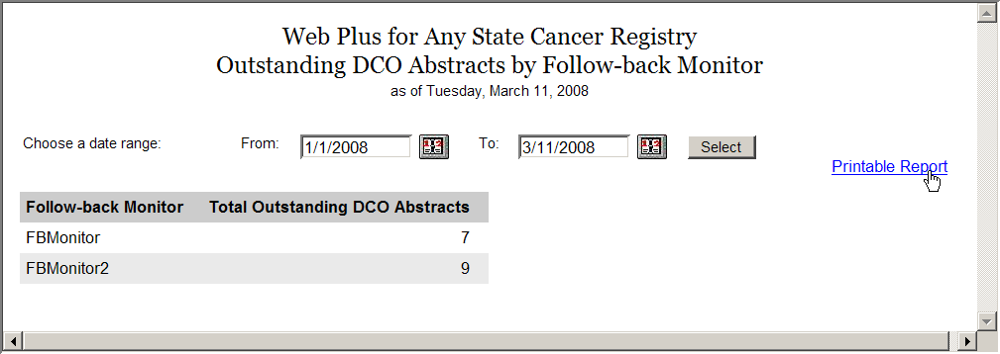 Web Plus for Any State Cancer Registry
Outstanding DCO Abstracts by Follow-back Monitor
as of Tuesday, March 11, 2008
Choose a date range: From: 1/1/2008 To: 3/11/2008 Select
Printable Report
Follow-back Monitor Total Outstanding DCO Abstracts
FBMonitor 7
FBMonitor2 9